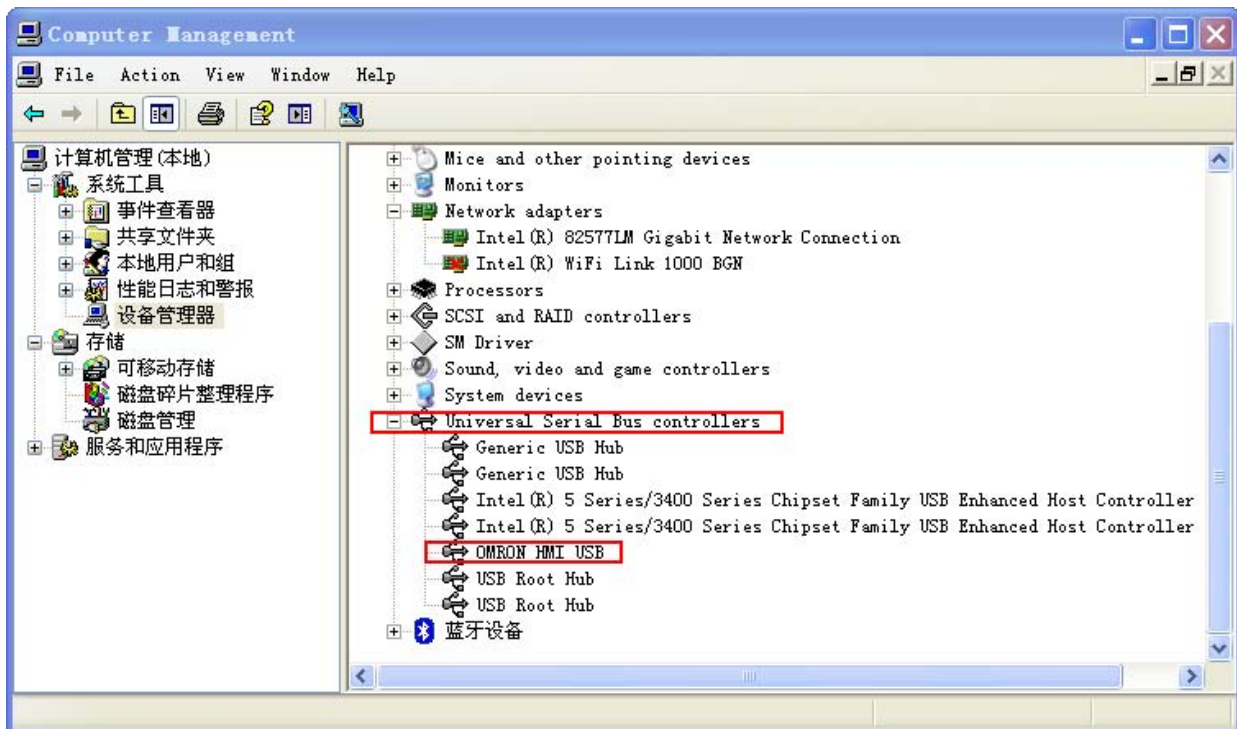 Computer Management
File Action View Window Help
计算机管理(本地)
系统工具
事件查看器
共享文件夹
本地用户和组
性能日志和警报
设备管理器
存储
可移动存储
磁盘碎片整理程序
磁盘管理
服务和应用程序
Mice and other pointing devices
Monitors
Network adapters
Intel(R) 82577LM Gigabit Network Connection
Intel(R) WiFi Link 1000 BGN
Processors
SCSI and RAID controllers
SM Driver
Sound, video and game controllers
System devices
Universal Serial Bus controllers
Generic USB Hub
Generic USB Hub
Intel(R) 5 Series/3400 Series Chipset Family USB Enhanced Host Controller
Intel(R) 5 Series/3400 Series Chipset Family USB Enhanced Host Controller
OMRON HMI USB
USB Root Hub
USB Root Hub
蓝牙设备